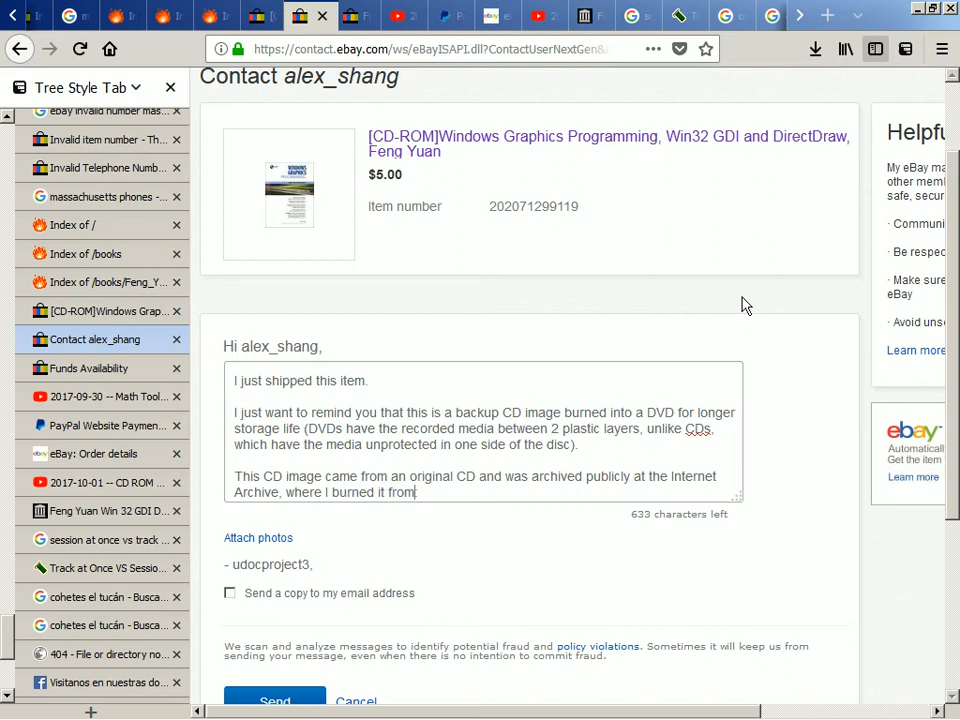 https://contact.ebay.com/ws/eBayISAPI.dll?ContactUserNextGen&
Tree Style Tab
ebay invalid number mas
Invalid item number - Th
Invalid Telephone Numb
massachusetts phones -
Index of /
Index of /books
Index of /books/Feng_Y
[CD-ROM]Windows Grap
Contact alex_shang
Funds Availability
2017-09-30 -- Math Tool
PayPal Website Paymen
eBay: Order details
2017-10-01 -- CD ROM
Feng Yuan Win 32 GDI D
session at once vs track
Track at Once VS Sessio
cohetes el tucán - Busca
cohetes el tucán - Busca
404 - File or directory no
Visitanos en nuestras do
Contact alex_shang
[CD-ROM]Windows Graphics Programming, Win32 GDI and DirectDraw,
Feng Yuan
$5.00
Item number 202071299119
Hi alex_shang,
I just shipped this item.
I just want to remind you that this is a backup CD image burned into a DVD for longer
storage life (DVDs have the recorded media between 2 plastic layers, unlike CDs,
which have the media unprotected in one side of the disc).
This CD image came from an original CD and was archived publicly at the Internet
Archive, where I burned it from
633 characters left
Attach photos
- udocproject3,
Send a copy to my email address
We scan and analyze messages to identify potential fraud and policy violations. Sometimes it will keep us from
sending your message, even when there is no intention to commit fraud.
Send Cancel
Helpfu
My eBay ma
other memb
safe, secur
· Communi
· Be respec
· Make sure
eBay
· Avoid uns
Learn more
ebay
Automaticall
Get the item
Learn more